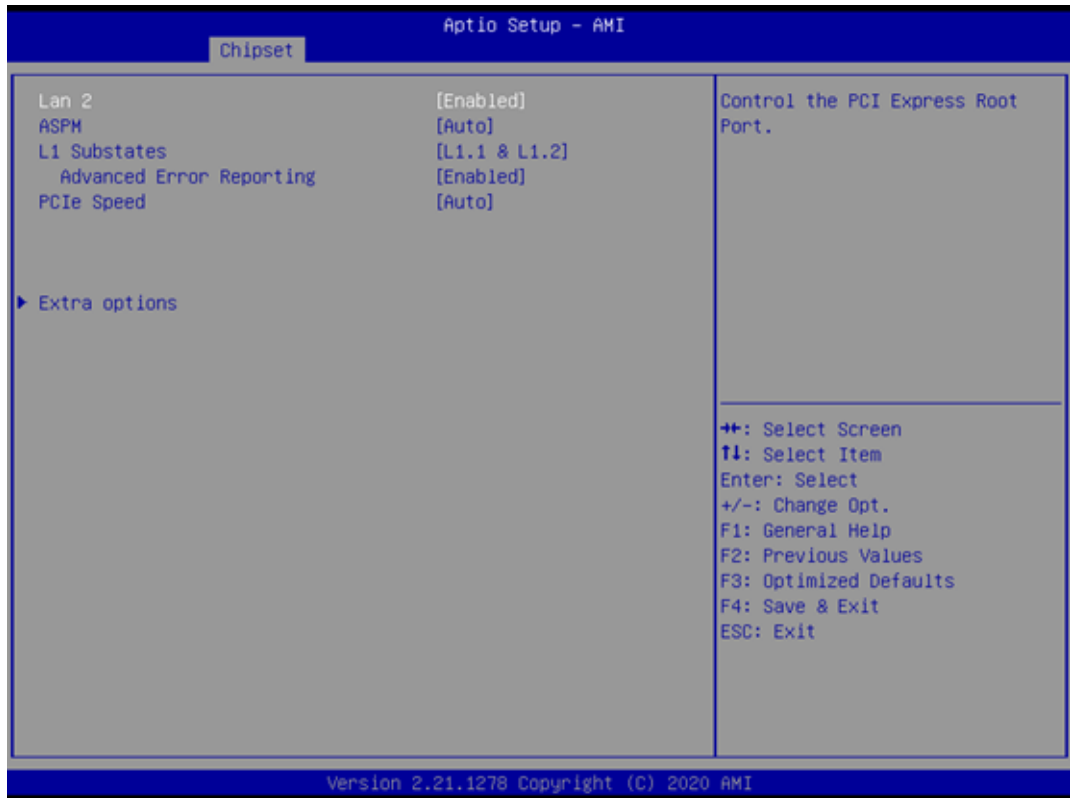 Aptio Setup – AMI
Chipset
Lan 2 [Enabled]
ASPM [Auto]
L1 Substates [L1.1 & L1.2]
Advanced Error Reporting [Enabled]
PCIe Speed [Auto]
Extra options
Control the PCI Express Root
Port.
→←: Select Screen
↑↓: Select Item
Enter: Select
+/-: Change Opt.
F1: General Help
F2: Previous Values
F3: Optimized Defaults
F4: Save & Exit
ESC: Exit
Version 2.21.1278 Copyright (C) 2020 AMI